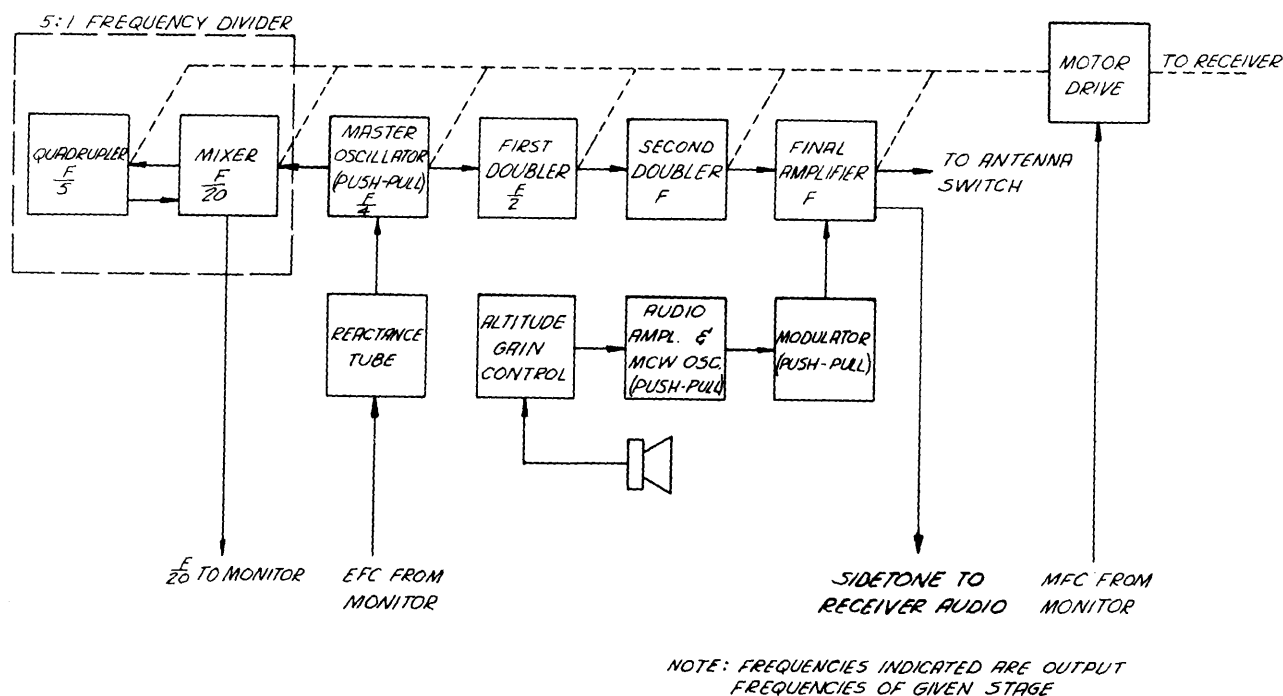 5:1 FREQUENCY DIVIDER
MOTOR
DRIVE
TO RECEIVER
QUADRUPLER
F
5
MIXER
F
20
MASTER
OSCILLATOR
(PUSH-PULL)
F
4
FIRST
DOUBLER
F
2
SECOND
DOUBLER
F
FINAL
AMPLIFIER
F
TO ANTENNA
SWITCH
REACTANCE
TUBE
ALTITUDE
GAIN
CONTROL
AUDIO
AMPL. &
MCW OSC.
(PUSH-PULL)
MODULATOR
(PUSH-PULL)
F
20 TO MONITOR
EFC FROM
MONITOR
SIDETONE TO
RECEIVER AUDIO
MFC FROM
MONITOR
NOTE: FREQUENCIES INDICATED ARE OUTPUT
FREQUENCIES OF GIVEN STAGE